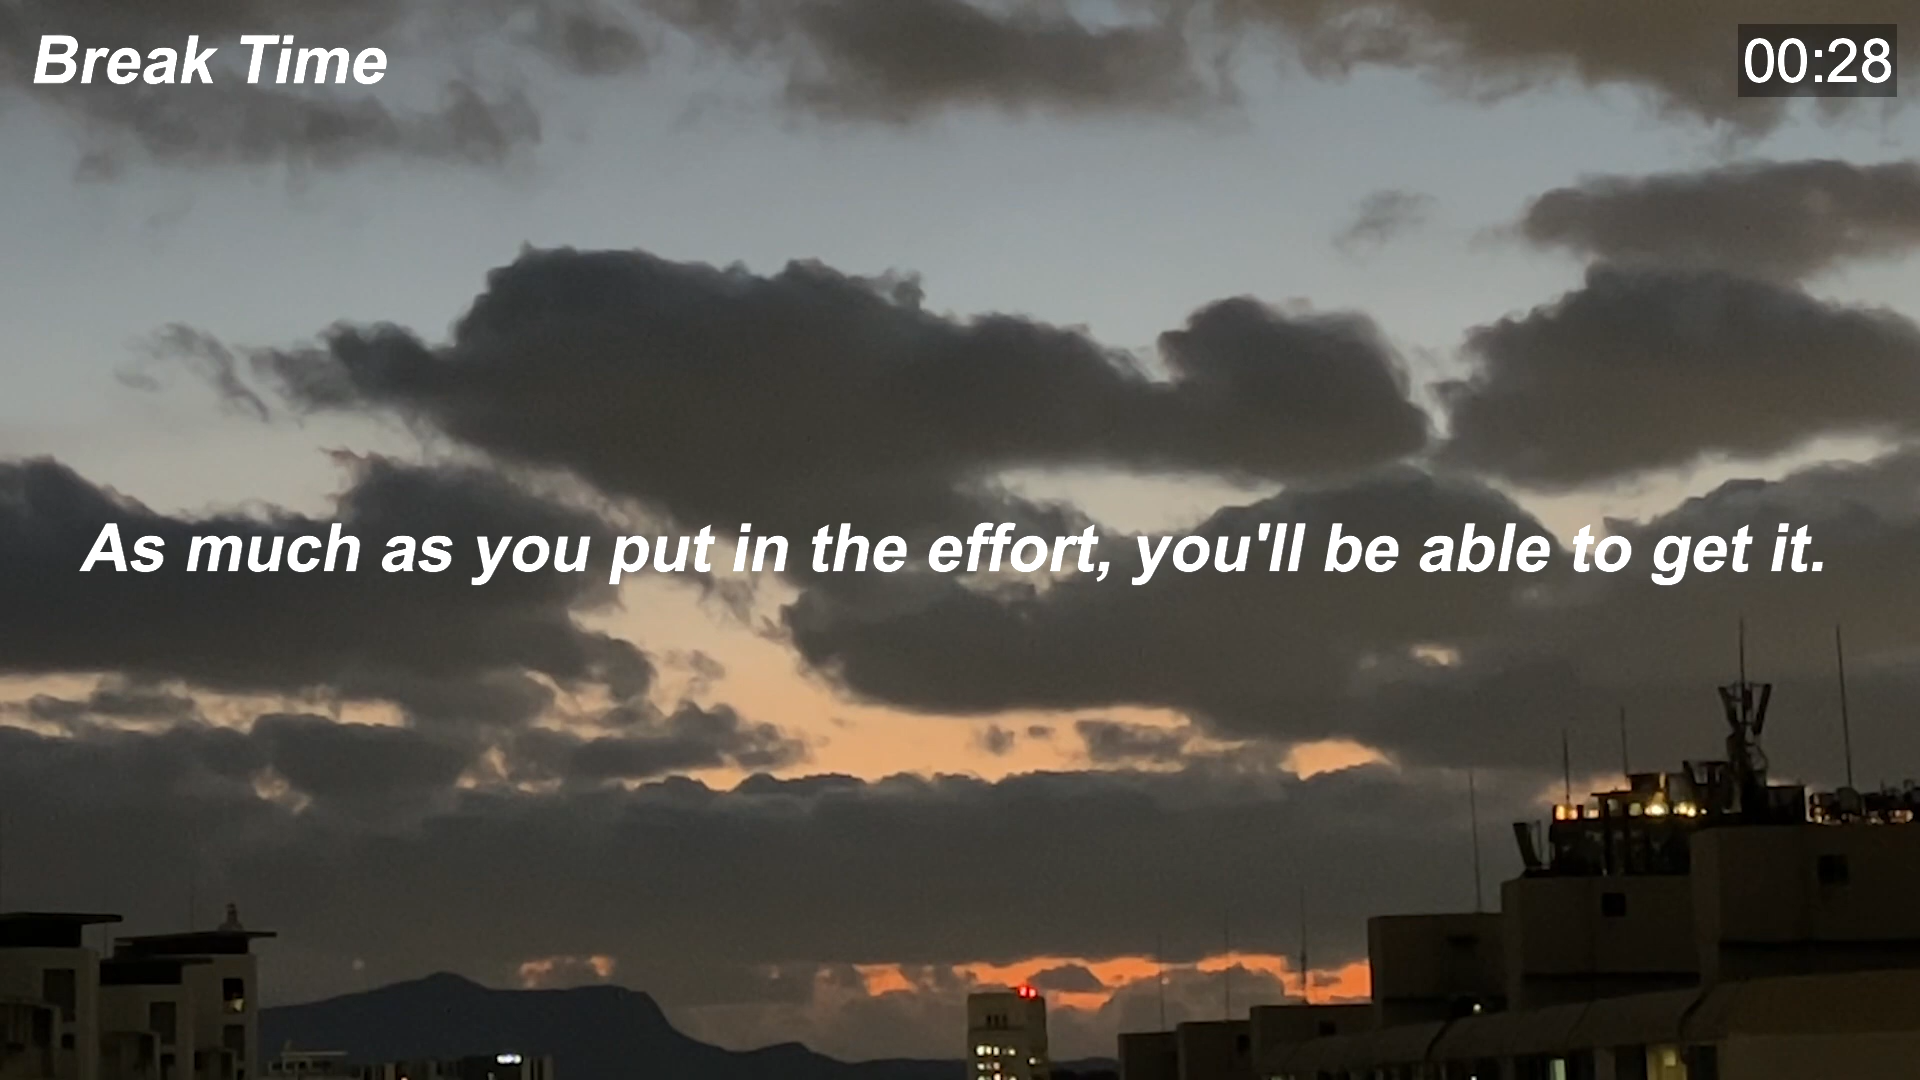 Break Time
00:28
As much as you put in the effort, you'll be able to get it.